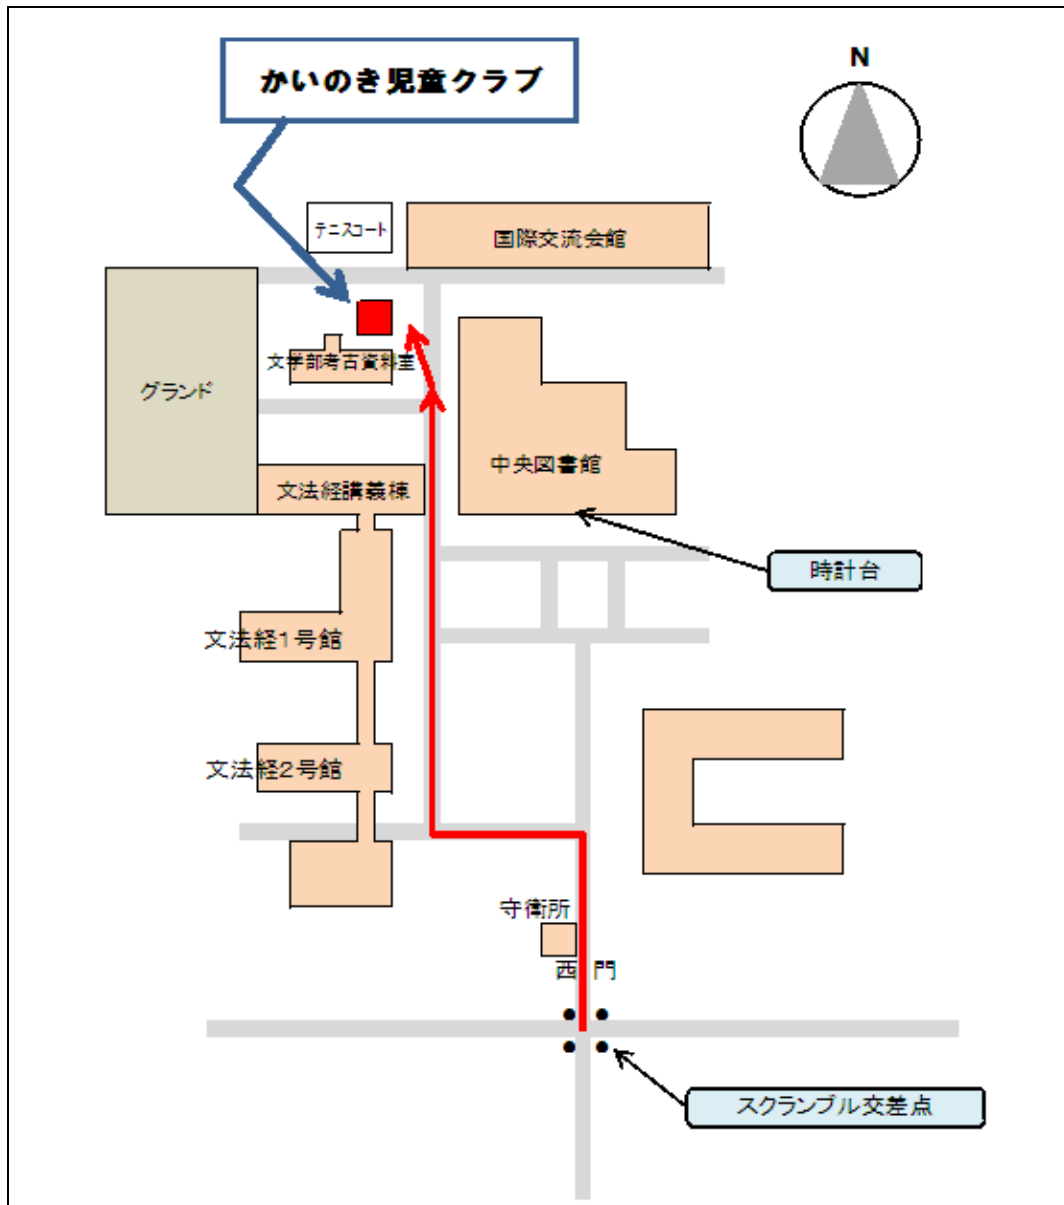 かいのき児童クラブ
N
テニスコート
国際交流会館
文学部考古資料室
グランド
中央図書館
文法経講義棟
時計台
文法経1号館
文法経2号館
守衛所
西 門
スクランブル交差点